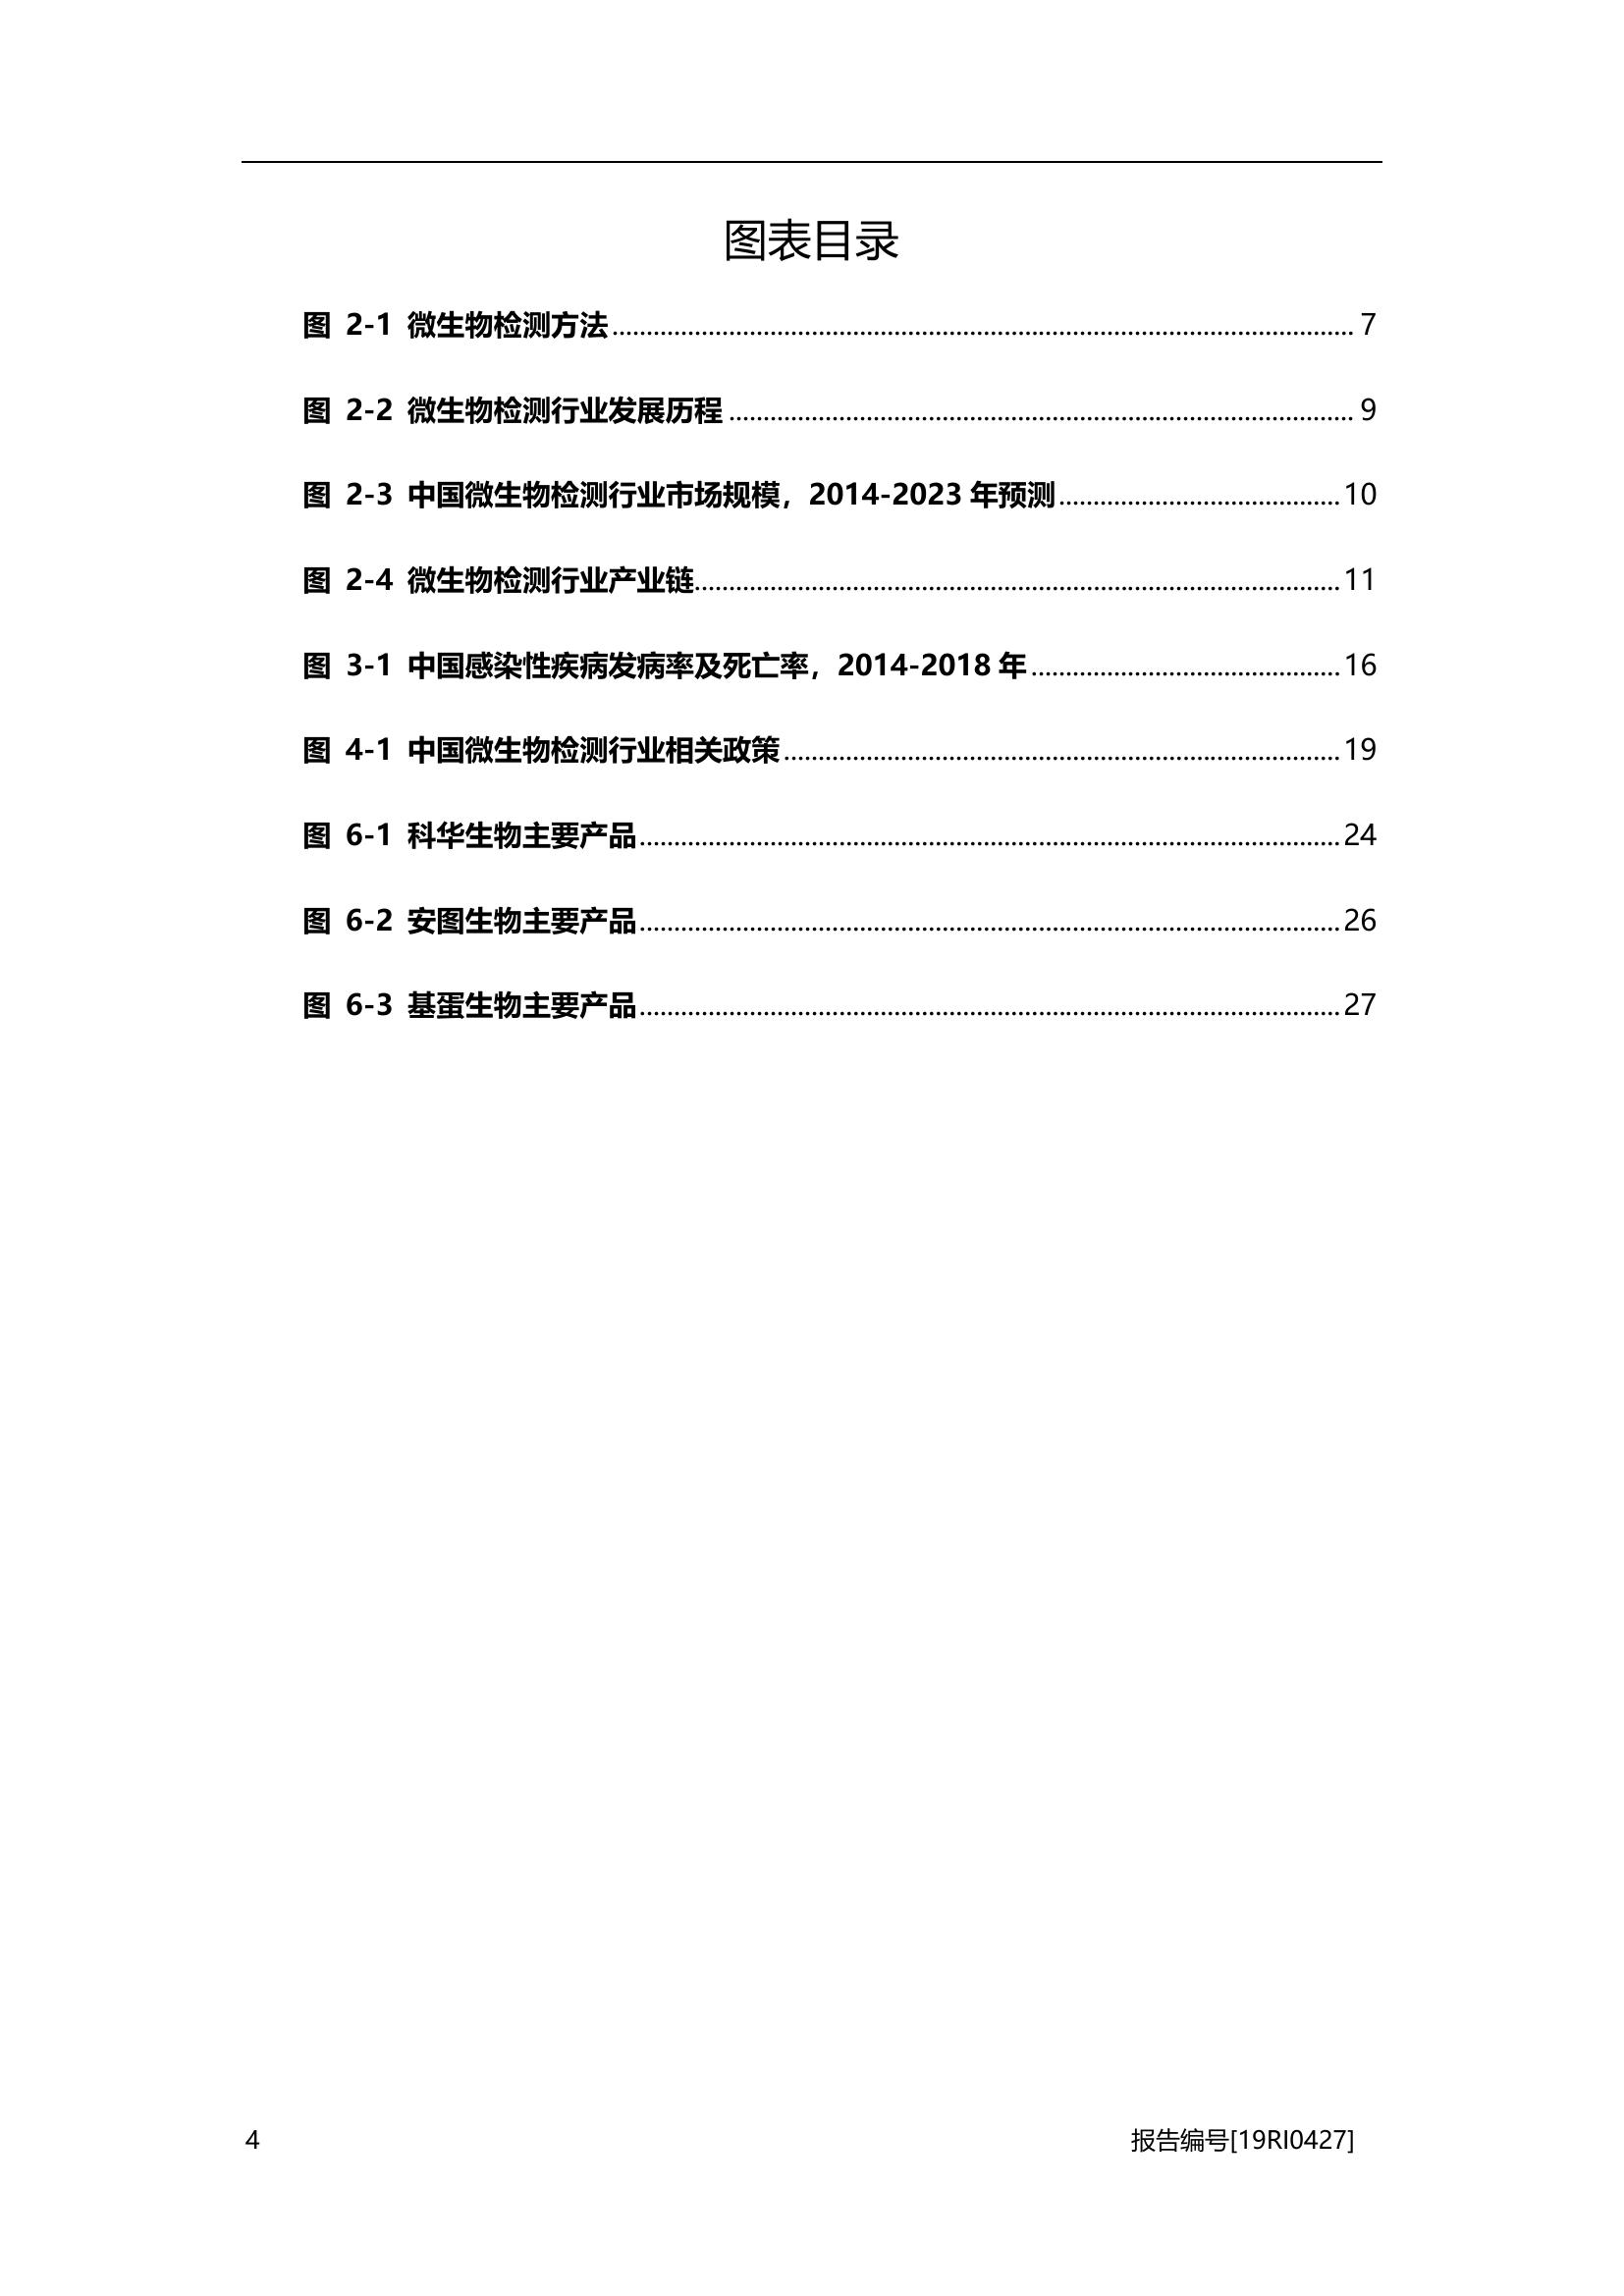 图表目录
图 2-1 微生物检测方法........................................................ 7
图 2-2 微生物检测行业发展历程........................................................ 9
图 2-3 中国微生物检测行业市场规模，2014-2023 年预测........................................................ 10
图 2-4 微生物检测行业产业链........................................................ 11
图 3-1 中国感染性疾病发病率及死亡率，2014-2018 年........................................................ 16
图 4-1 中国微生物检测行业相关政策........................................................ 19
图 6-1 科华生物主要产品........................................................ 24
图 6-2 安图生物主要产品........................................................ 26
图 6-3 基蛋生物主要产品........................................................ 27
4 报告编号[19RI0427]